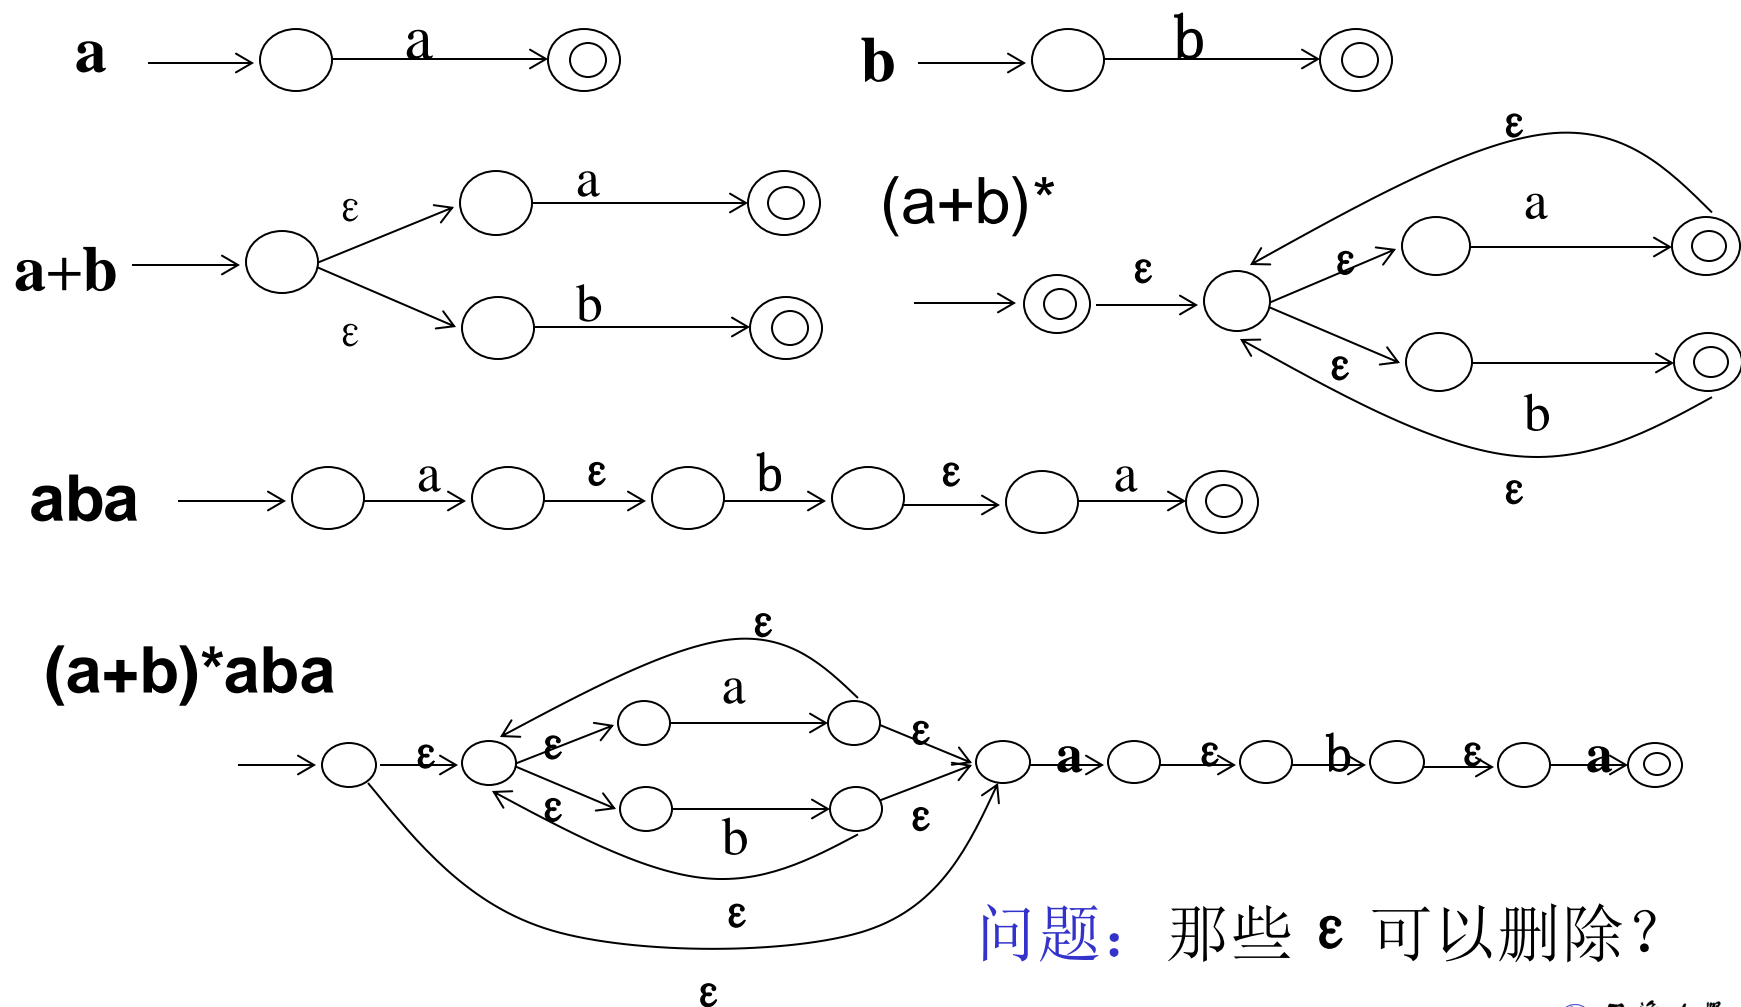 a a b b
ε
ε a (a+b)* a
a+b ε ε
ε b ε b
aba a ε b ε a ε
ε
(a+b)*aba a
ε ε ε a ε b ε a
ε b ε
ε
问题： 那些 ε 可以删除？
ε